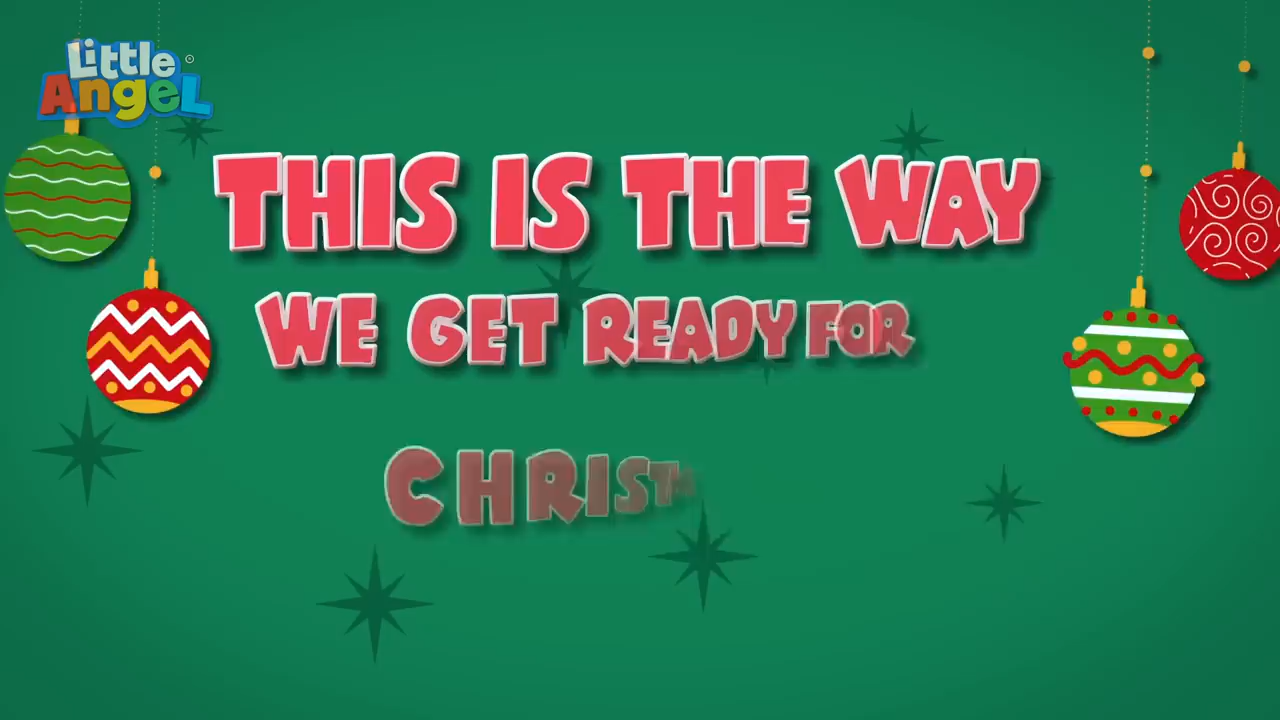 Little
Angel
THIS IS THE WAY
WE GET READY FOR
CHRIST